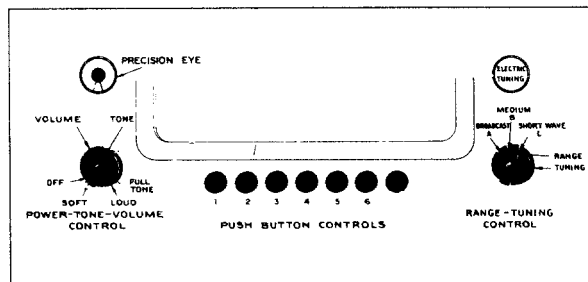 PRECISION EYE
ELECTRIC
TUNING
VOLUME
TONE
MEDIUM
B
BROADCAST
A
SHORT WAVE
C
RANGE
TUNING
OFF
FULL
TONE
SOFT
LOUD
POWER-TONE-VOLUME
CONTROL
1 2 3 4 5 6
PUSH BUTTON CONTROLS
RANGE-TUNING
CONTROL